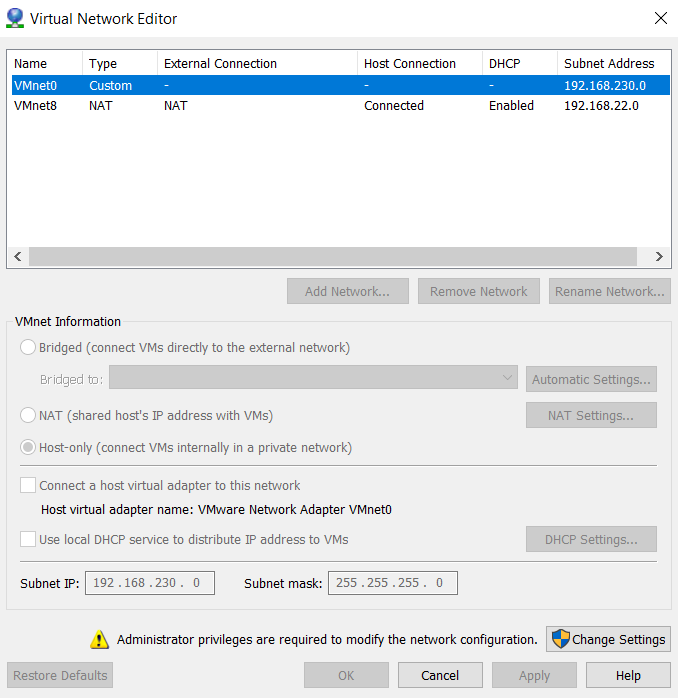 Virtual Network Editor
Name Type External Connection Host Connection DHCP Subnet Address
VMnet0 Custom - - - 192.168.230.0
VMnet8 NAT NAT Connected Enabled 192.168.22.0
Add Network... Remove Network Rename Network...
VMnet Information
Bridged (connect VMs directly to the external network)
Bridged to: Automatic Settings...
NAT (shared host's IP address with VMs) NAT Settings...
Host-only (connect VMs internally in a private network)
Connect a host virtual adapter to this network
Host virtual adapter name: VMware Network Adapter VMnet0
Use local DHCP service to distribute IP address to VMs DHCP Settings...
Subnet IP: 192 . 168 . 230 . 0 Subnet mask: 255 . 255 . 255 . 0
Administrator privileges are required to modify the network configuration. Change Settings
Restore Defaults OK Cancel Apply Help